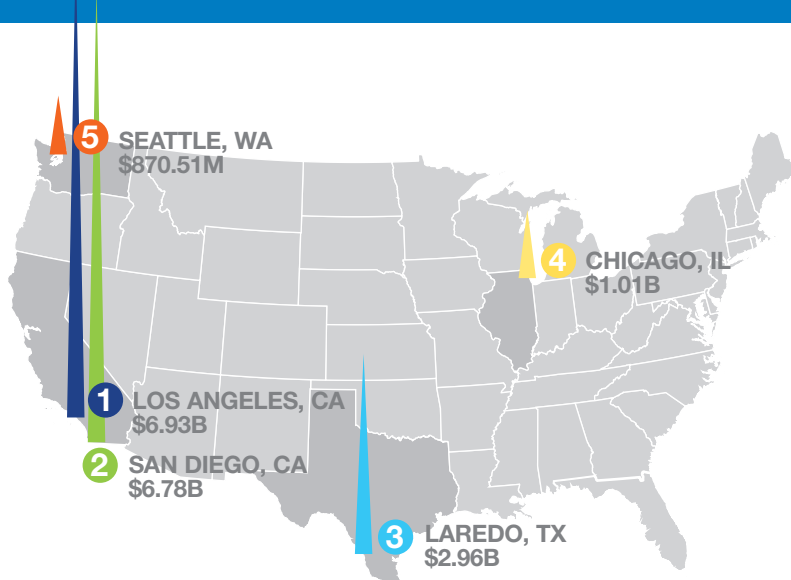 5 SEATTLE, WA
$870.51M
4 CHICAGO, IL
$1.01B
1 LOS ANGELES, CA
$6.93B
2 SAN DIEGO, CA
$6.78B
3 LAREDO, TX
$2.96B